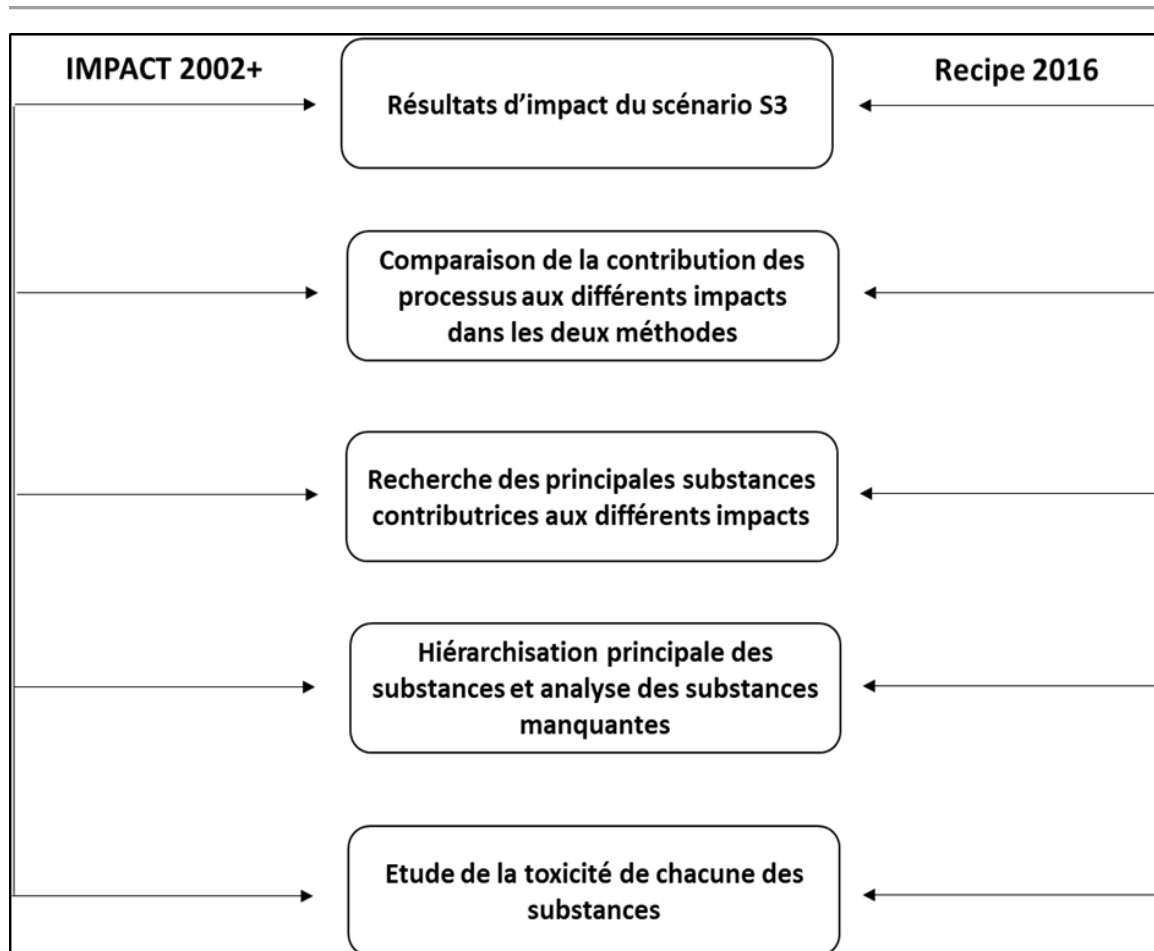 IMPACT 2002+
Recipe 2016
Résultats d'impact du scénario S3
Comparaison de la contribution des
processus aux différents impacts
dans les deux méthodes
Recherche des principales substances
contributrices aux différents impacts
Hiérarchisation principale des
substances et analyse des substances
manquantes
Etude de la toxicité de chacune des
substances